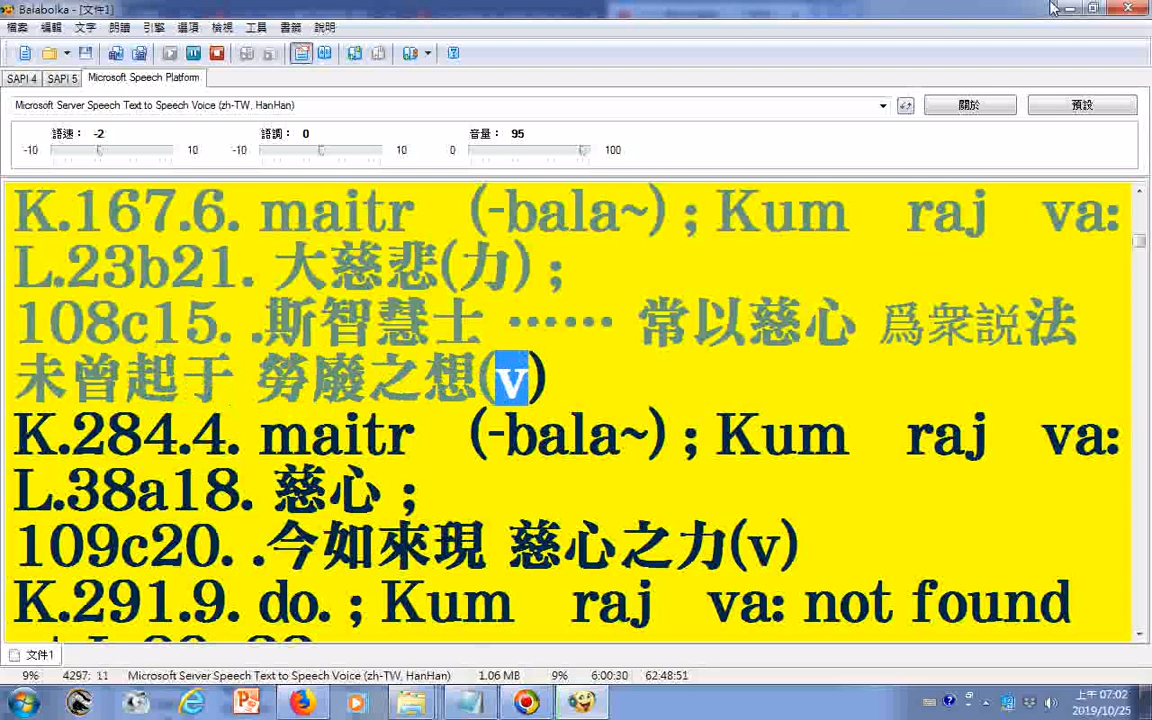 Balabolka - [文件1]
檔案 編輯 文字 朗讀 引擎 選項 檢視 工具 書籤 說明
SAPI 4 SAPI 5 Microsoft Speech Platform
Microsoft Server Speech Text to Speech Voice (zh-TW, HanHan) 關於 預設
語速： -2 語調： 0 音量： 95
-10 10 -10 10 0 100
K.167.6. maitr (-bala~) ; Kum raj va:
L.23b21. 大慈悲(力) ;
108c15. .斯智慧士 …… 常以慈心 爲衆説法
未曾起于 勞廢之想(v)
K.284.4. maitr (-bala~) ; Kum raj va:
L.38a18. 慈心 ;
109c20. .今如來現 慈心之力(v)
K.291.9. do. ; Kum raj va: not found
文件1
9% 4297: 11 Microsoft Server Speech Text to Speech Voice (zh-TW, HanHan) 1.06 MB 9% 6:00:30 62:48:51
上午 07:02
2019/10/25